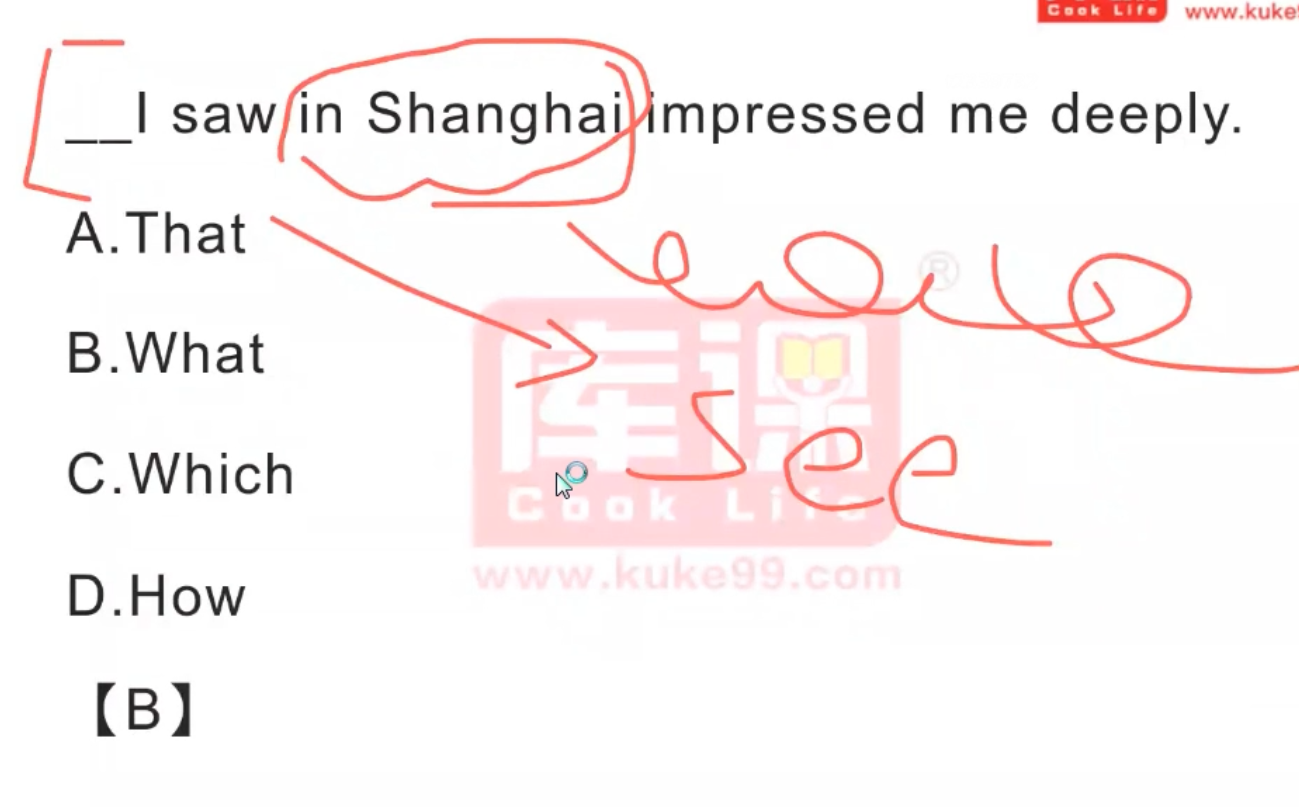 Cook Life www.kuke9
__I saw in Shanghai impressed me deeply.
A.That
B.What
®
库课
see
C.Which
Cook Life
www.kuke99.com
D.How
【B】